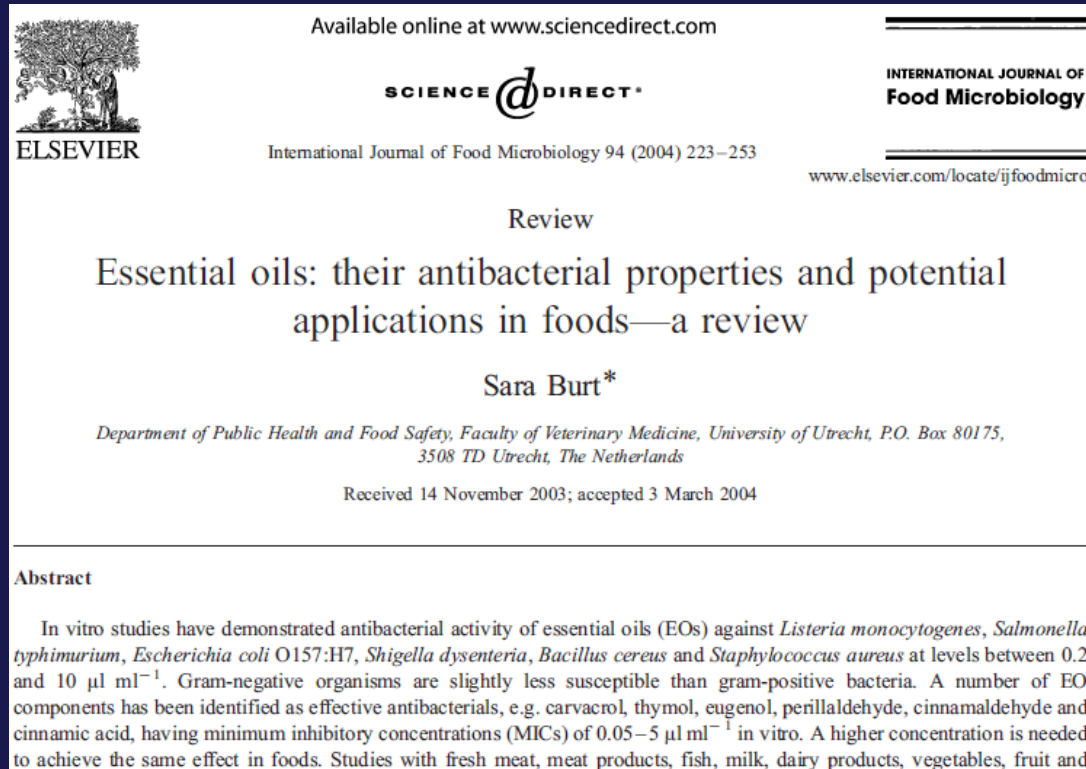 Available online at www.sciencedirect.com
SCIENCE d DIRECT®
INTERNATIONAL JOURNAL OF
Food Microbiology
ELSEVIER
International Journal of Food Microbiology 94 (2004) 223–253
www.elsevier.com/locate/ijfoodmicro
Review
Essential oils: their antibacterial properties and potential
applications in foods—a review
Sara Burt*
Department of Public Health and Food Safety, Faculty of Veterinary Medicine, University of Utrecht, P.O. Box 80175,
3508 TD Utrecht, The Netherlands
Received 14 November 2003; accepted 3 March 2004
Abstract
In vitro studies have demonstrated antibacterial activity of essential oils (EOs) against Listeria monocytogenes, Salmonella
typhimurium, Escherichia coli O157:H7, Shigella dysenteria, Bacillus cereus and Staphylococcus aureus at levels between 0.2
and 10 μl ml⁻¹. Gram-negative organisms are slightly less susceptible than gram-positive bacteria. A number of EO
components has been identified as effective antibacterials, e.g. carvacrol, thymol, eugenol, perillaldehyde, cinnamaldehyde and
cinnamic acid, having minimum inhibitory concentrations (MICs) of 0.05–5 μl ml⁻¹ in vitro. A higher concentration is needed
to achieve the same effect in foods. Studies with fresh meat, meat products, fish, milk, dairy products, vegetables, fruit and